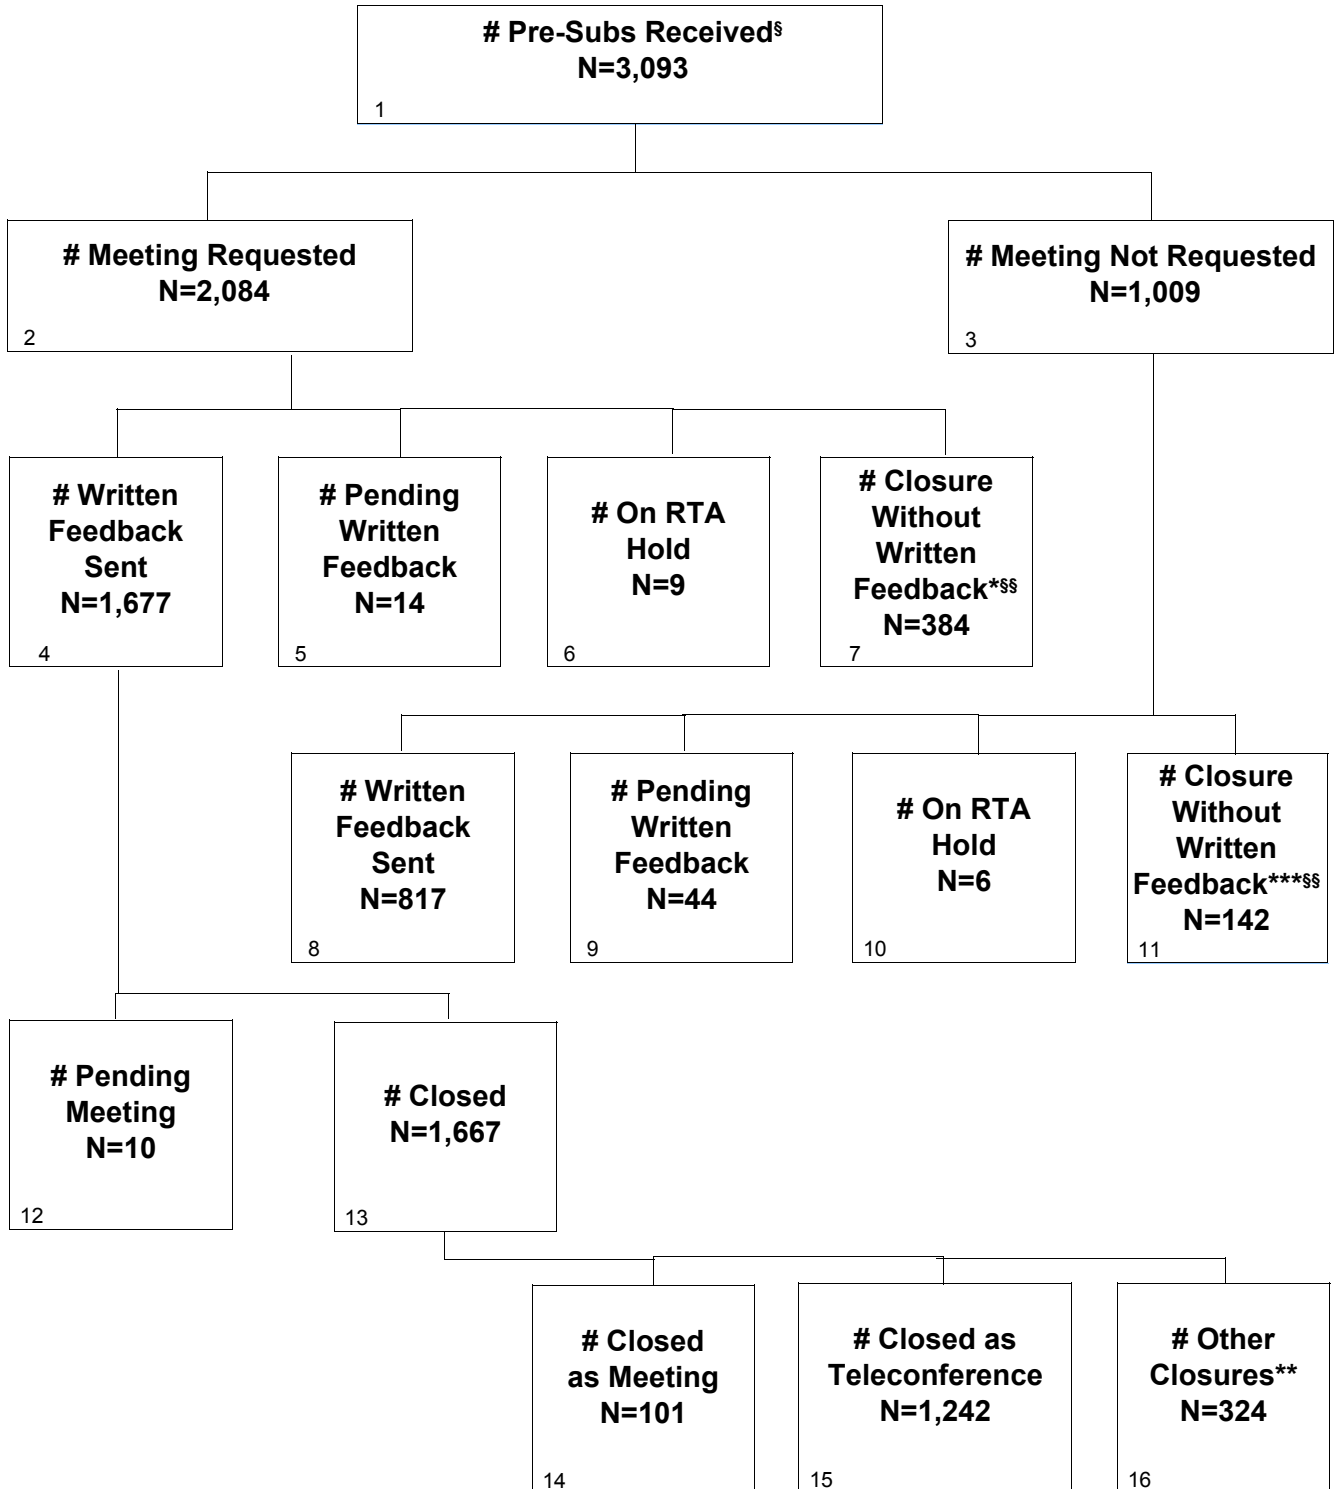 # Pre-Subs Received§
N=3,093
1
# Meeting Requested
N=2,084
2
# Meeting Not Requested
N=1,009
3
# Written
Feedback
Sent
N=1,677
4
# Pending
Written
Feedback
N=14
5
# On RTA
Hold
N=9
6
# Closure
Without
Written
Feedback*§§
N=384
7
# Written
Feedback
Sent
N=817
8
# Pending
Written
Feedback
N=44
9
# On RTA
Hold
N=6
10
# Closure
Without
Written
Feedback***§§
N=142
11
# Pending
Meeting
N=10
12
# Closed
N=1,667
13
# Closed
as Meeting
N=101
14
# Closed as
Teleconference
N=1,242
15
# Other
Closures**
N=324
16